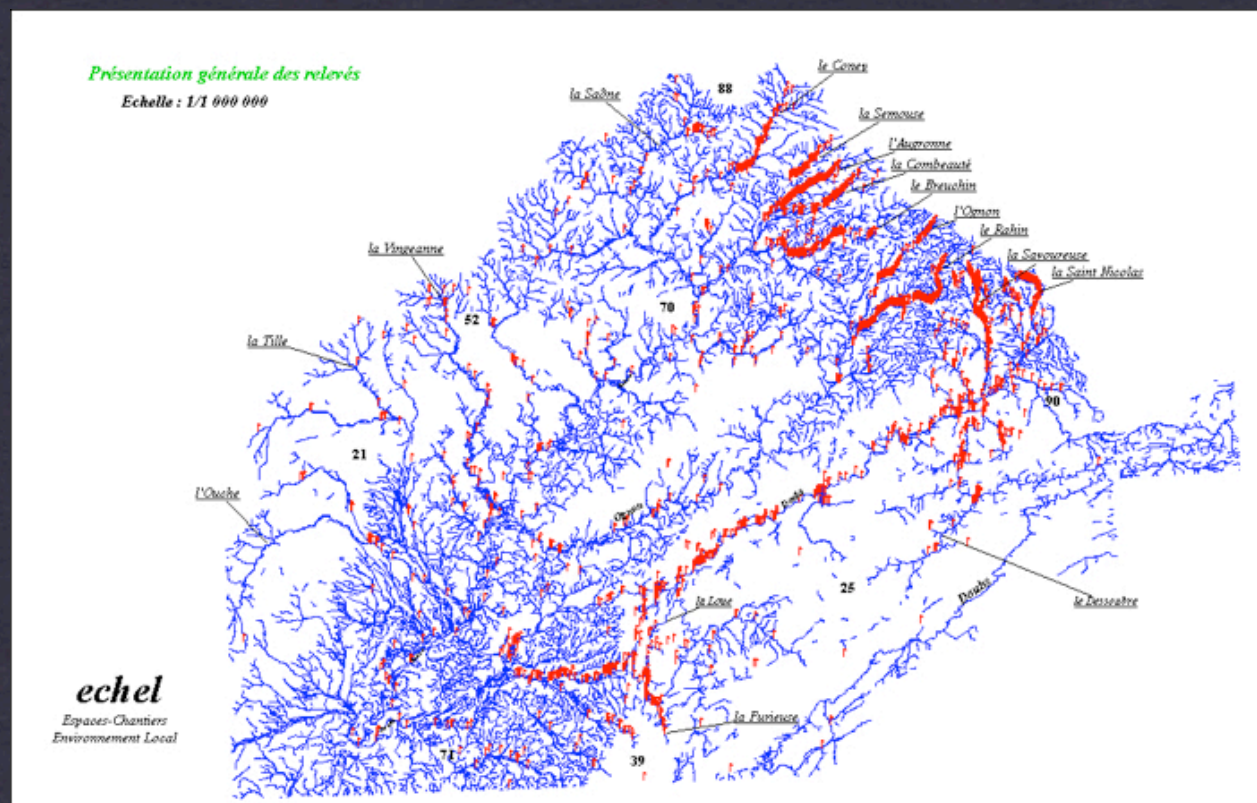 Présentation générale des relevés
Echelle : 1/1 000 000
88
le Coney
la Saône
la Semouse
l'Augronne
la Combeauté
le Breuchin
l'Ognon
le Rahin
la Savoureuse
la Saint Nicolas
la Vingeanne
52
70
la Tille
90
21
l'Ouche
Ognon
Doubs
25
Doubs
la Loue
le Dessoubre
echel
Espaces-Chantiers
Environnement Local
la Furieuse
71
39